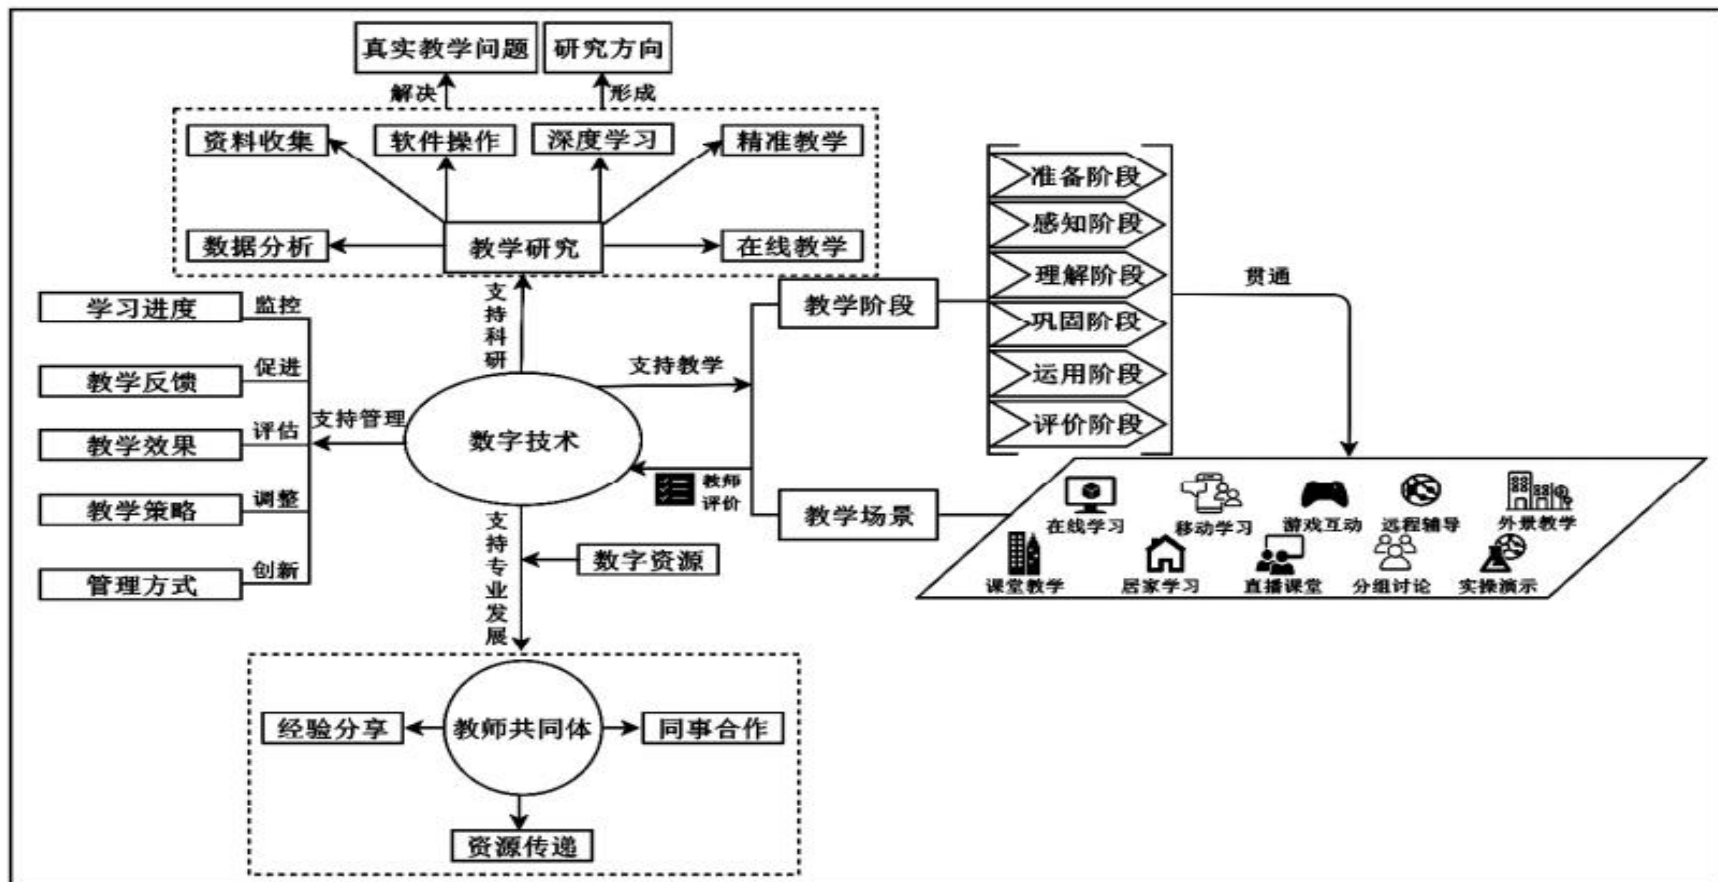 真实教学问题
研究方向
解决
形成
资料收集
软件操作
深度学习
精准教学
数据分析
教学研究
在线教学
支持科研
学习进度
监控
教学反馈
促进
教学效果
评估
教学策略
调整
管理方式
创新
支持管理
数字技术
支持教学
教师
评价
教学阶段
教学场景
准备阶段
感知阶段
理解阶段
巩固阶段
运用阶段
评价阶段
贯通
在线学习
移动学习
游戏互动
远程辅导
外景教学
课堂教学
居家学习
直播课堂
分组讨论
实操演示
支持专业发展
数字资源
经验分享
教师共同体
同事合作
资源传递